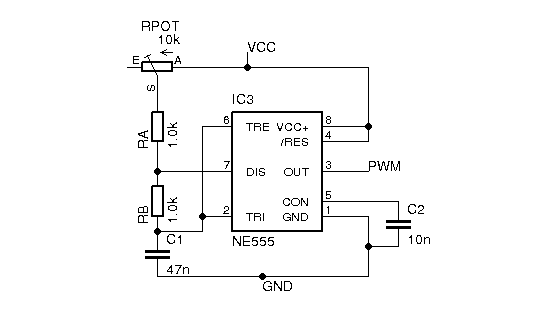 RPOT
10k
VCC
E A
S
IC3
6 TRE VCC+ 8
/RES 4
RA
1.0k
7 DIS OUT 3 PWM
RB
1.0k
CON 5
2 TRI GND 1
C2
C1
NE555
10n
47n
GND